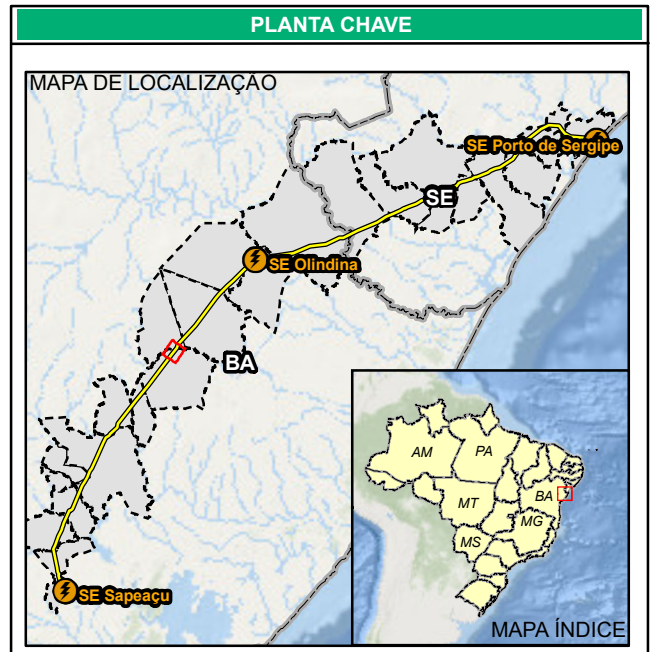 PLANTA CHAVE
MAPA DE LOCALIZAÇÃO
SE Porto de Sergipe
SE
SE Olindina
BA
AM
PA
BA
MT
MG
MS
SE Sapeaçu
MAPA ÍNDICE